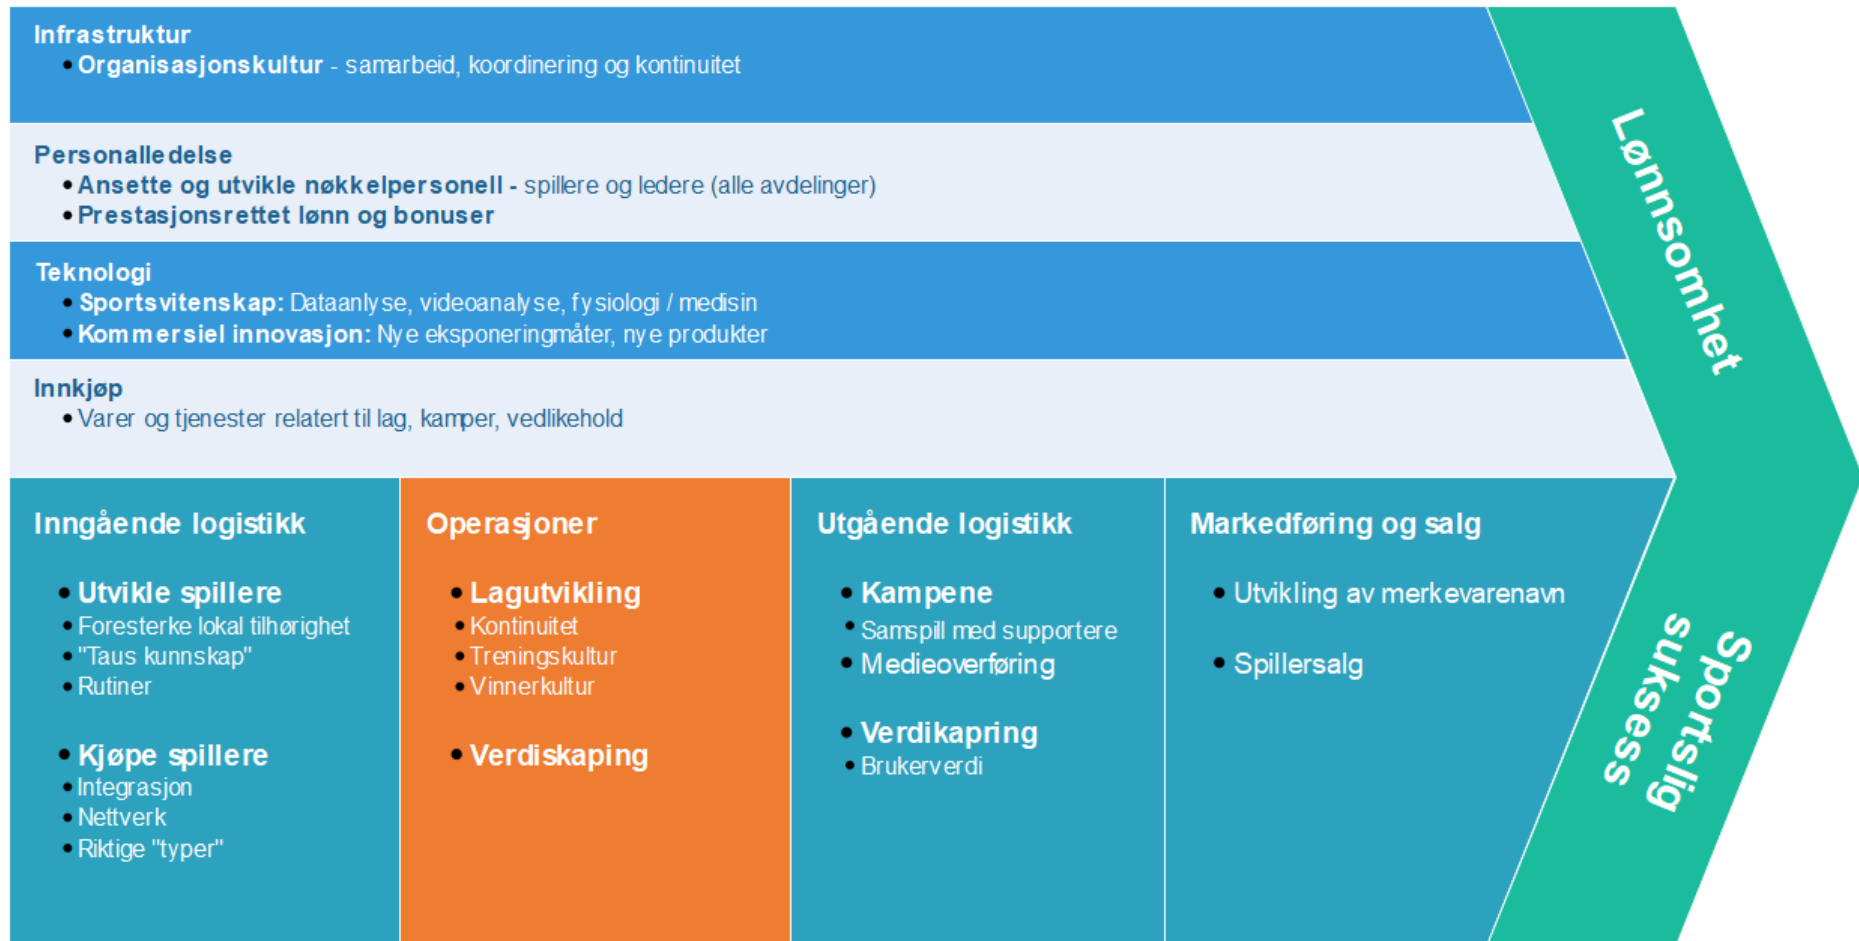 Infrastruktur
• Organisasjonskultur - samarbeid, koordinering og kontinuitet
Personalledelse
• Ansette og utvikle nøkkelpersonell - spillere og ledere (alle avdelinger)
• Prestasjonsrettet lønn og bonuser
Teknologi
• Sportsvitenskap: Dataanlyse, videoanalyse, fysiologi / medisin
• Kommersiel innovasjon: Nye eksponeringmåter, nye produkter
Innkjøp
• Varer og tjenester relatert til lag, kamper, vedlikehold
Inngående logistikk
• Utvikle spillere
• Foresterke lokal tilhørighet
• "Taus kunnskap"
• Rutiner
• Kjøpe spillere
• Integrasjon
• Nettverk
• Riktige "typer"
Operasjoner
• Lagutvikling
• Kontinuitet
• Treningskultur
• Vinnerkultur
• Verdiskaping
Utgående logistikk
• Kampene
• Samspill med supportere
• Medieoverføring
• Verdikapring
• Brukerverdi
Markedføring og salg
• Utvikling av merkevarenavn
• Spillersalg
Lønnsomhet
Sportslig
suksess